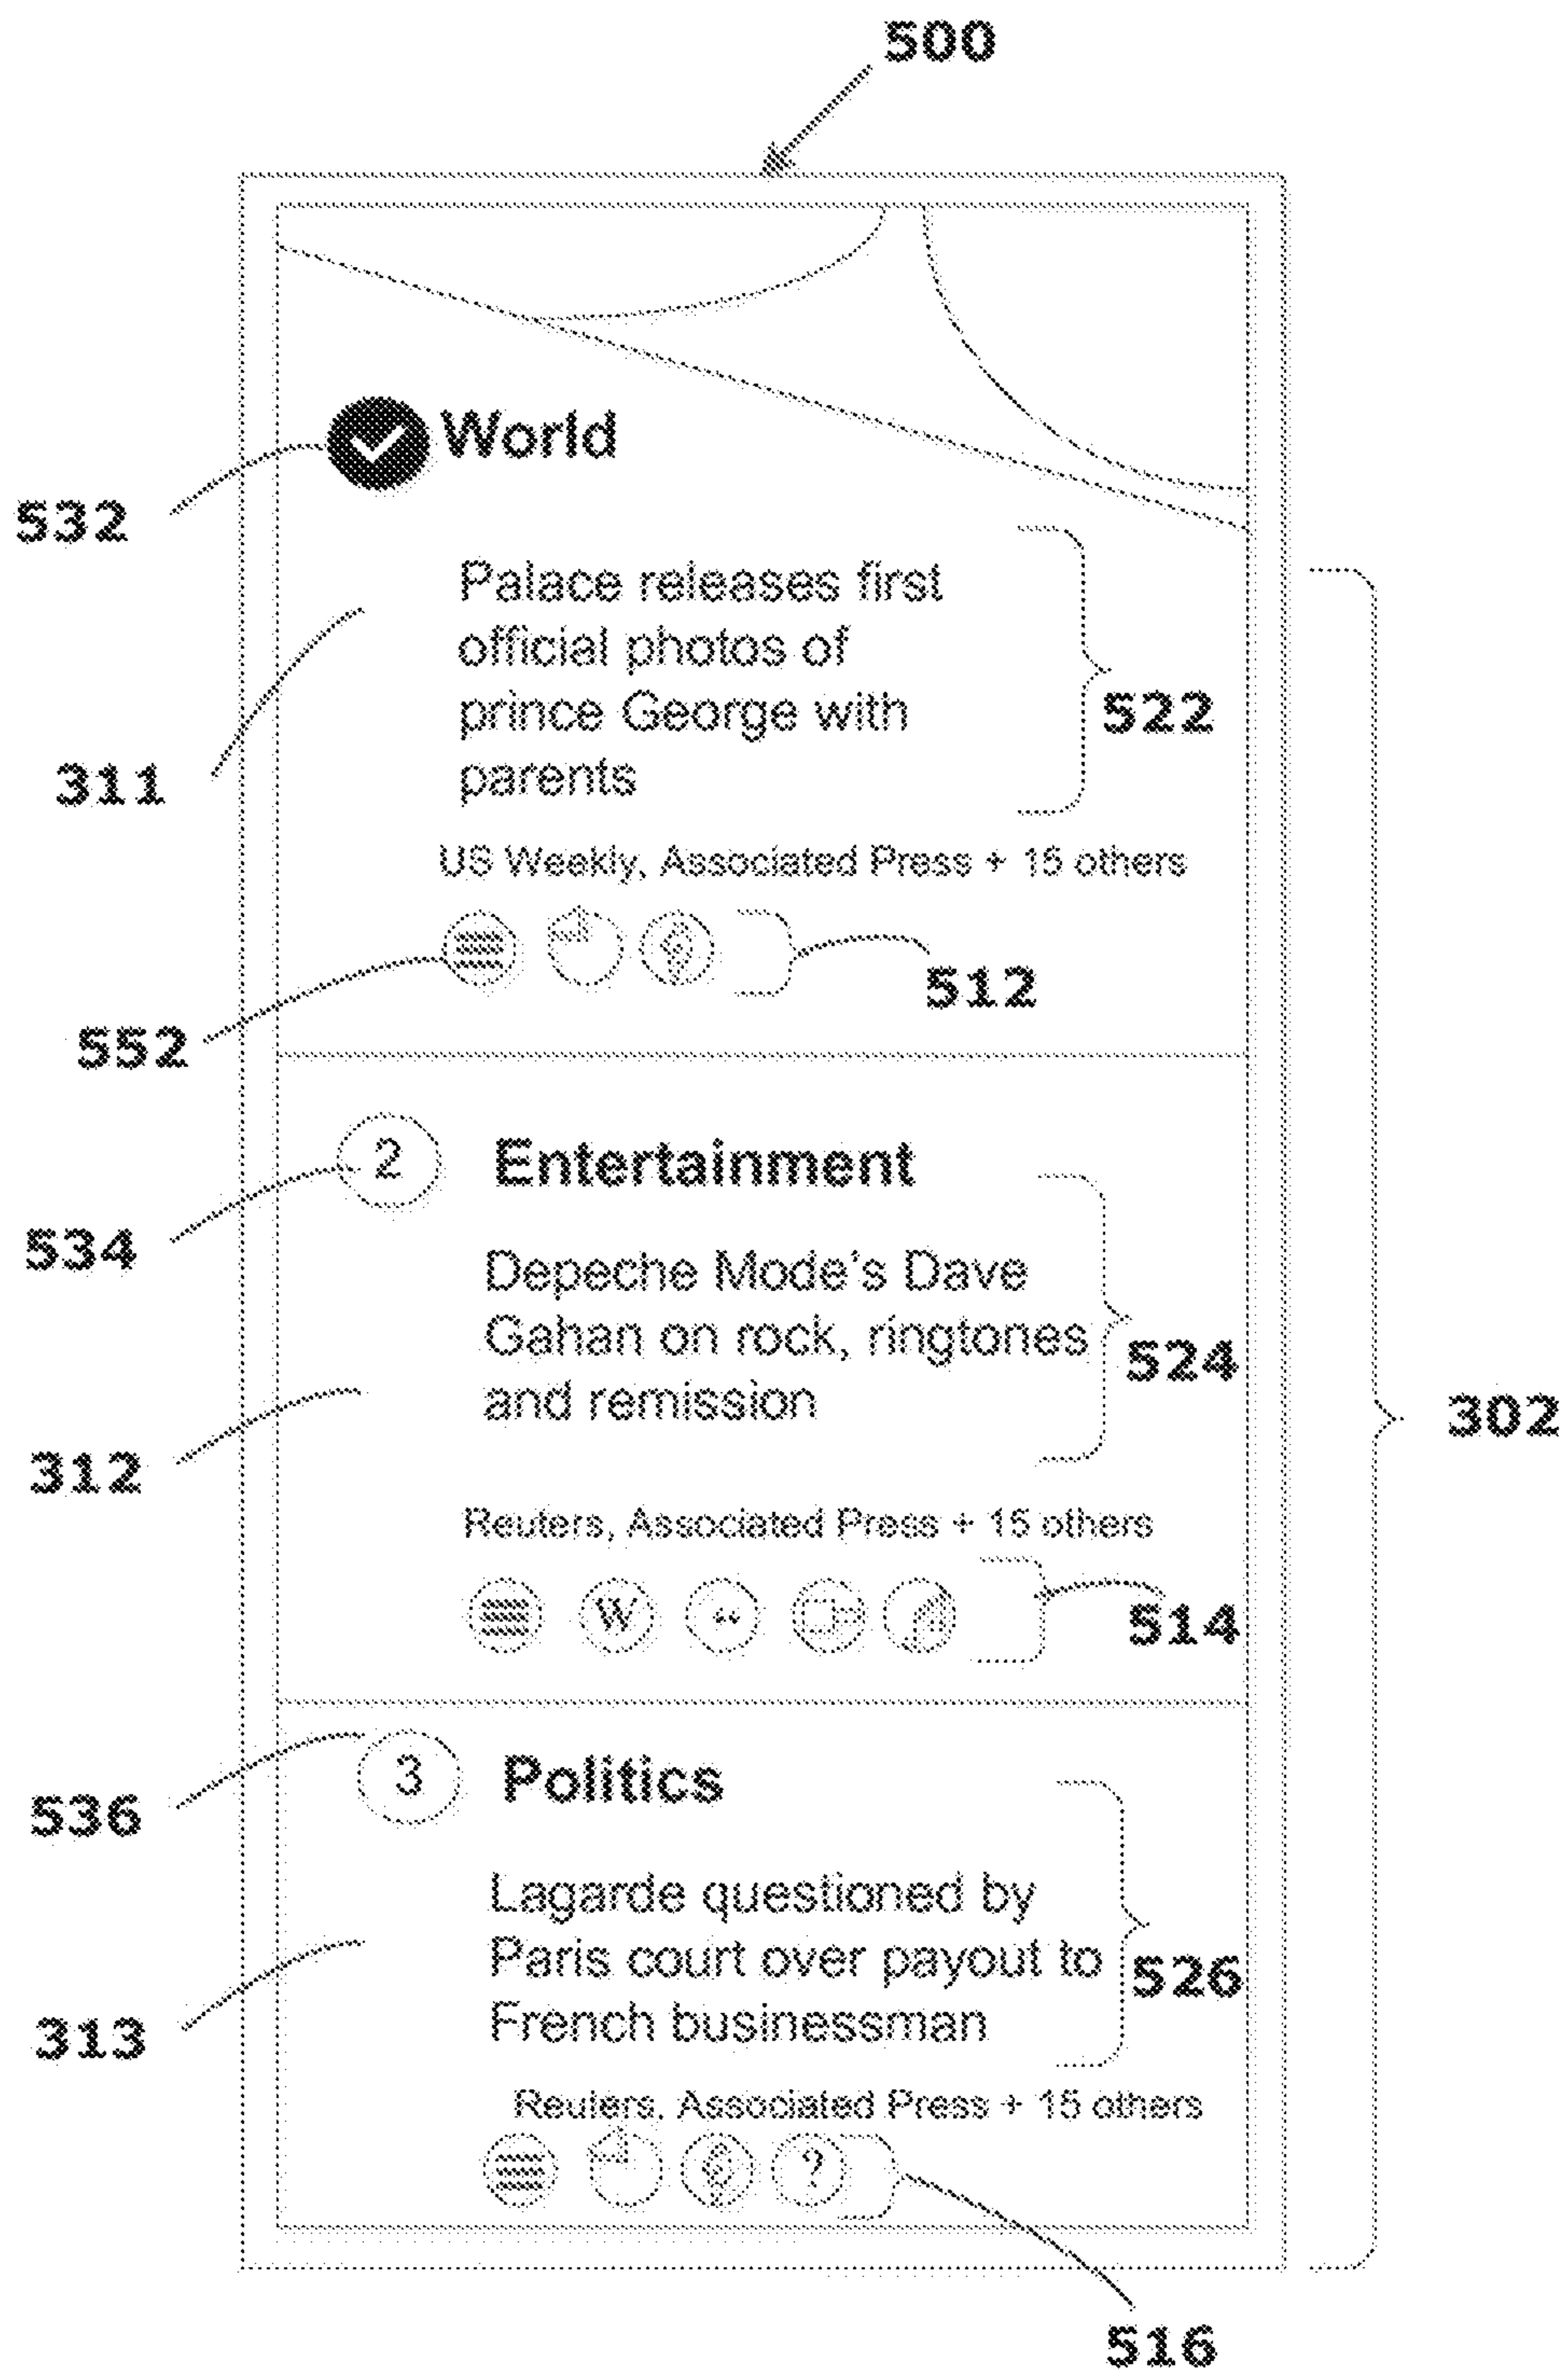 500
World
532
Palace releases first
official photos of
prince George with
parents
522
311
US Weekly, Associated Press + 15 others
512
552
2
Entertainment
534
Depeche Mode's Dave
Gahan on rock, ringtones
and remission
524
302
312
Reuters, Associated Press + 15 others
W
“
514
3
Politics
536
Lagarde questioned by
Paris court over payout to
French businessman
526
313
Reuters, Associated Press + 15 others
?
516